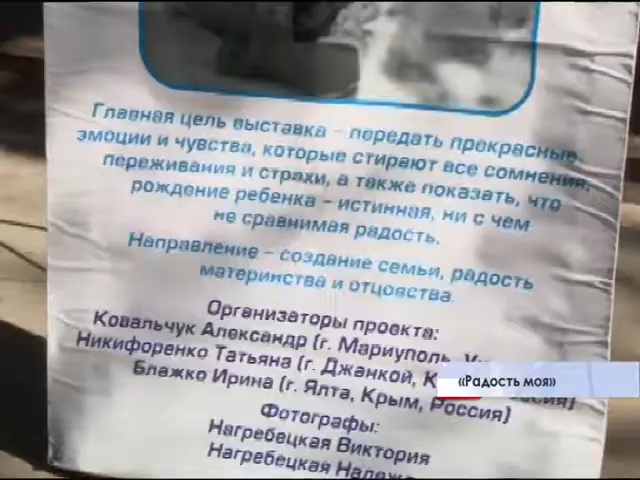 Главная цель выставка - передать прекрасные
эмоции и чувства, которые стирают все сомнения,
переживания и страхи, а также показать, что
рождение ребенка - истинная, ни с чем
не сравнимая радость.
Направление - создание семьи, радость
материнства и отцовства.
Организаторы проекта:
Ковальчук Александр (г. Мариуполь,
Никифоренко Татьяна (г. Джанкой,
Блажко Ирина (г. Ялта, Крым, Россия)
«Радость моя»
Фотографы:
Нагребецкая Виктория
Нагребецкая